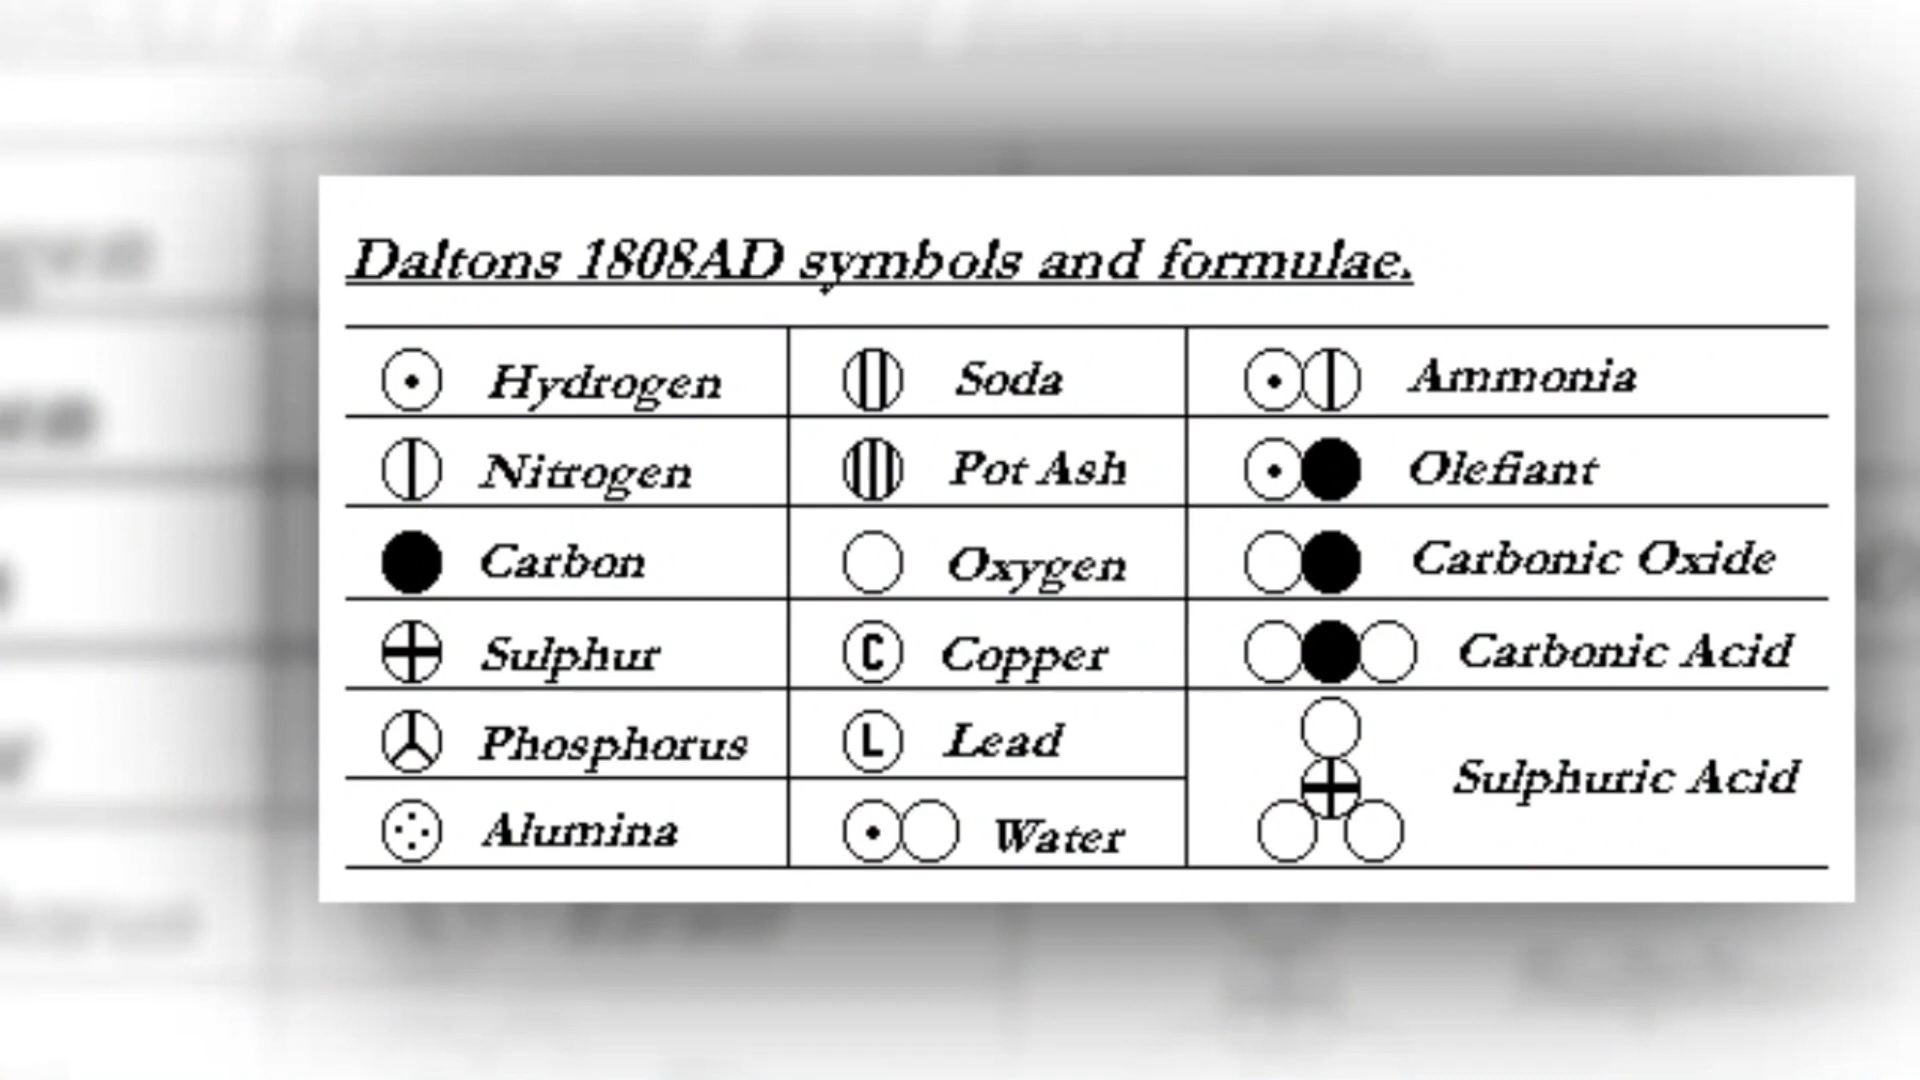 Daltons 1808AD symbols and formulae.
Hydrogen Soda Ammonia
Nitrogen Pot Ash Olefiant
Carbon Oxygen Carbonic Oxide
Sulphur C Copper Carbonic Acid
Phosphorus L Lead Sulphuric Acid
Alumina Water